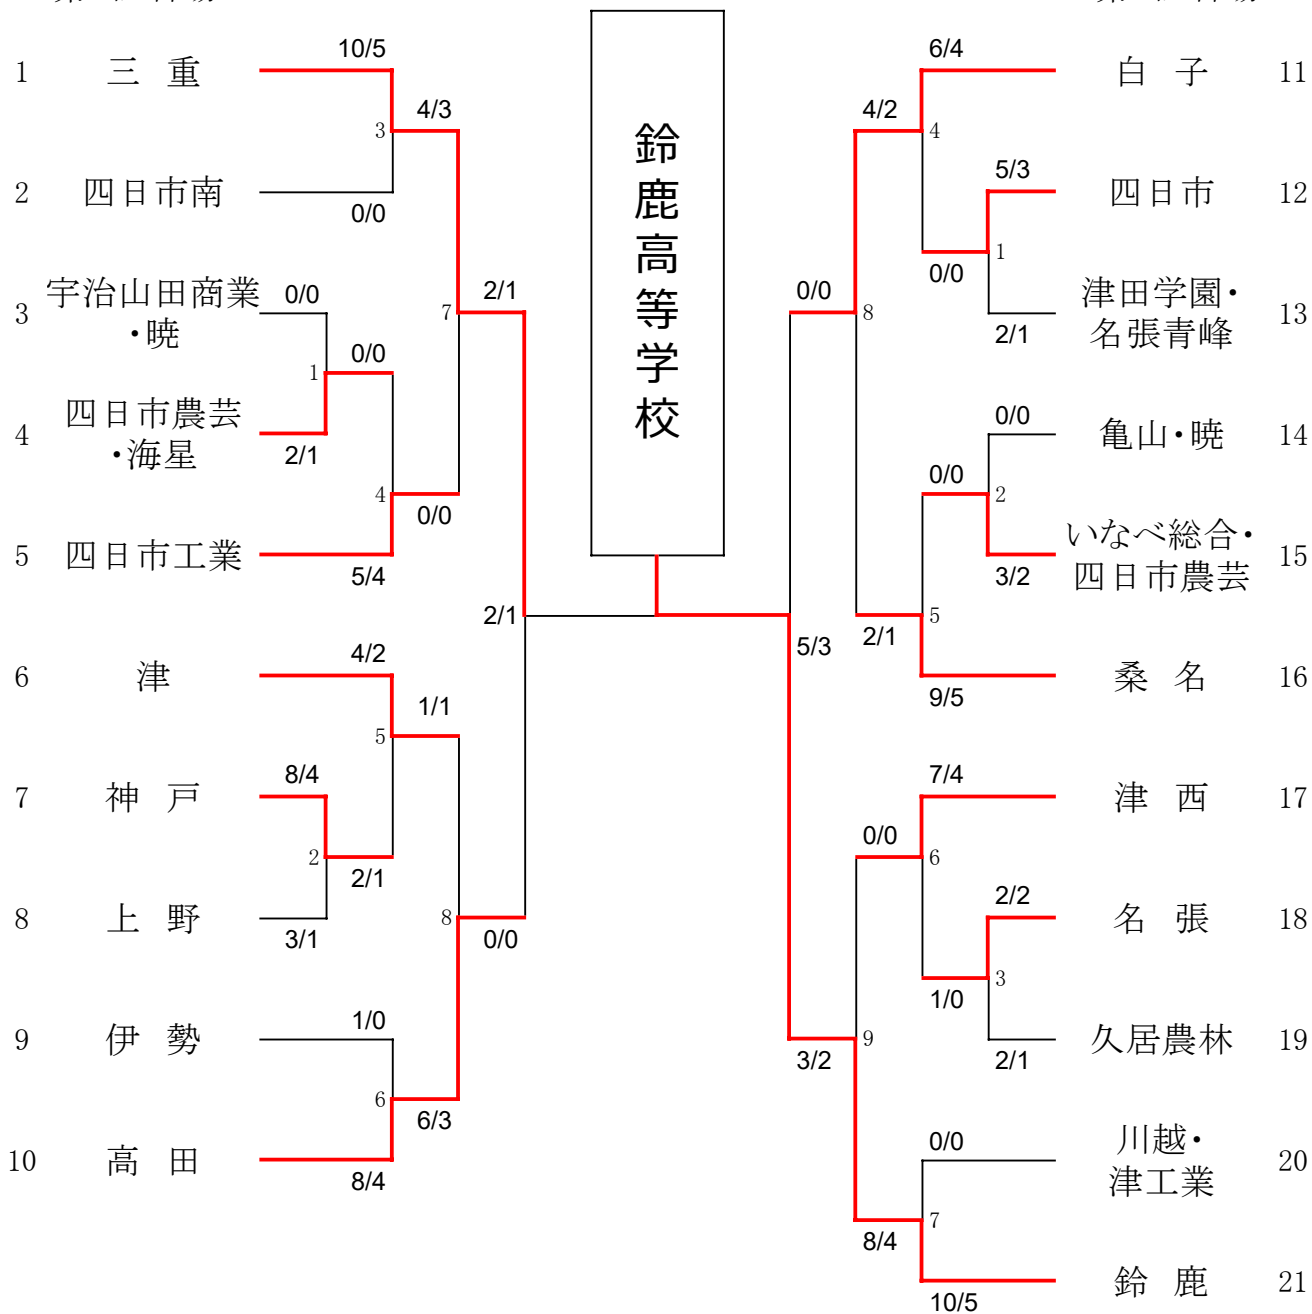 10/5
1 三 重
4/3
3
2 四日市南
0/0
3 宇治山田商業
・暁
0/0
7
2/1
1
0/0
4 四日市農芸
・海星
2/1
4
0/0
5 四日市工業
5/4
2/1
6 津
4/2
5
1/1
7 神 戸
8/4
2
2/1
8 上 野
3/1
8
0/0
9 伊 勢
1/0
6
6/3
10 高 田
8/4
鈴鹿高等学校
6/4
白 子 11
4/2
4
5/3
四日市 12
1
0/0
津田学園・
名張青峰 13
2/1
0/0
8
0/0
亀山・暁 14
0/0
2
いなべ総合・
四日市農芸 15
3/2
5
2/1
5/3
桑 名 16
9/5
7/4
津 西 17
0/0
6
2/2
名 張 18
3
1/0
久居農林 19
2/1
9
3/2
0/0
川越・
津工業 20
7
8/4
鈴 鹿 21
10/5